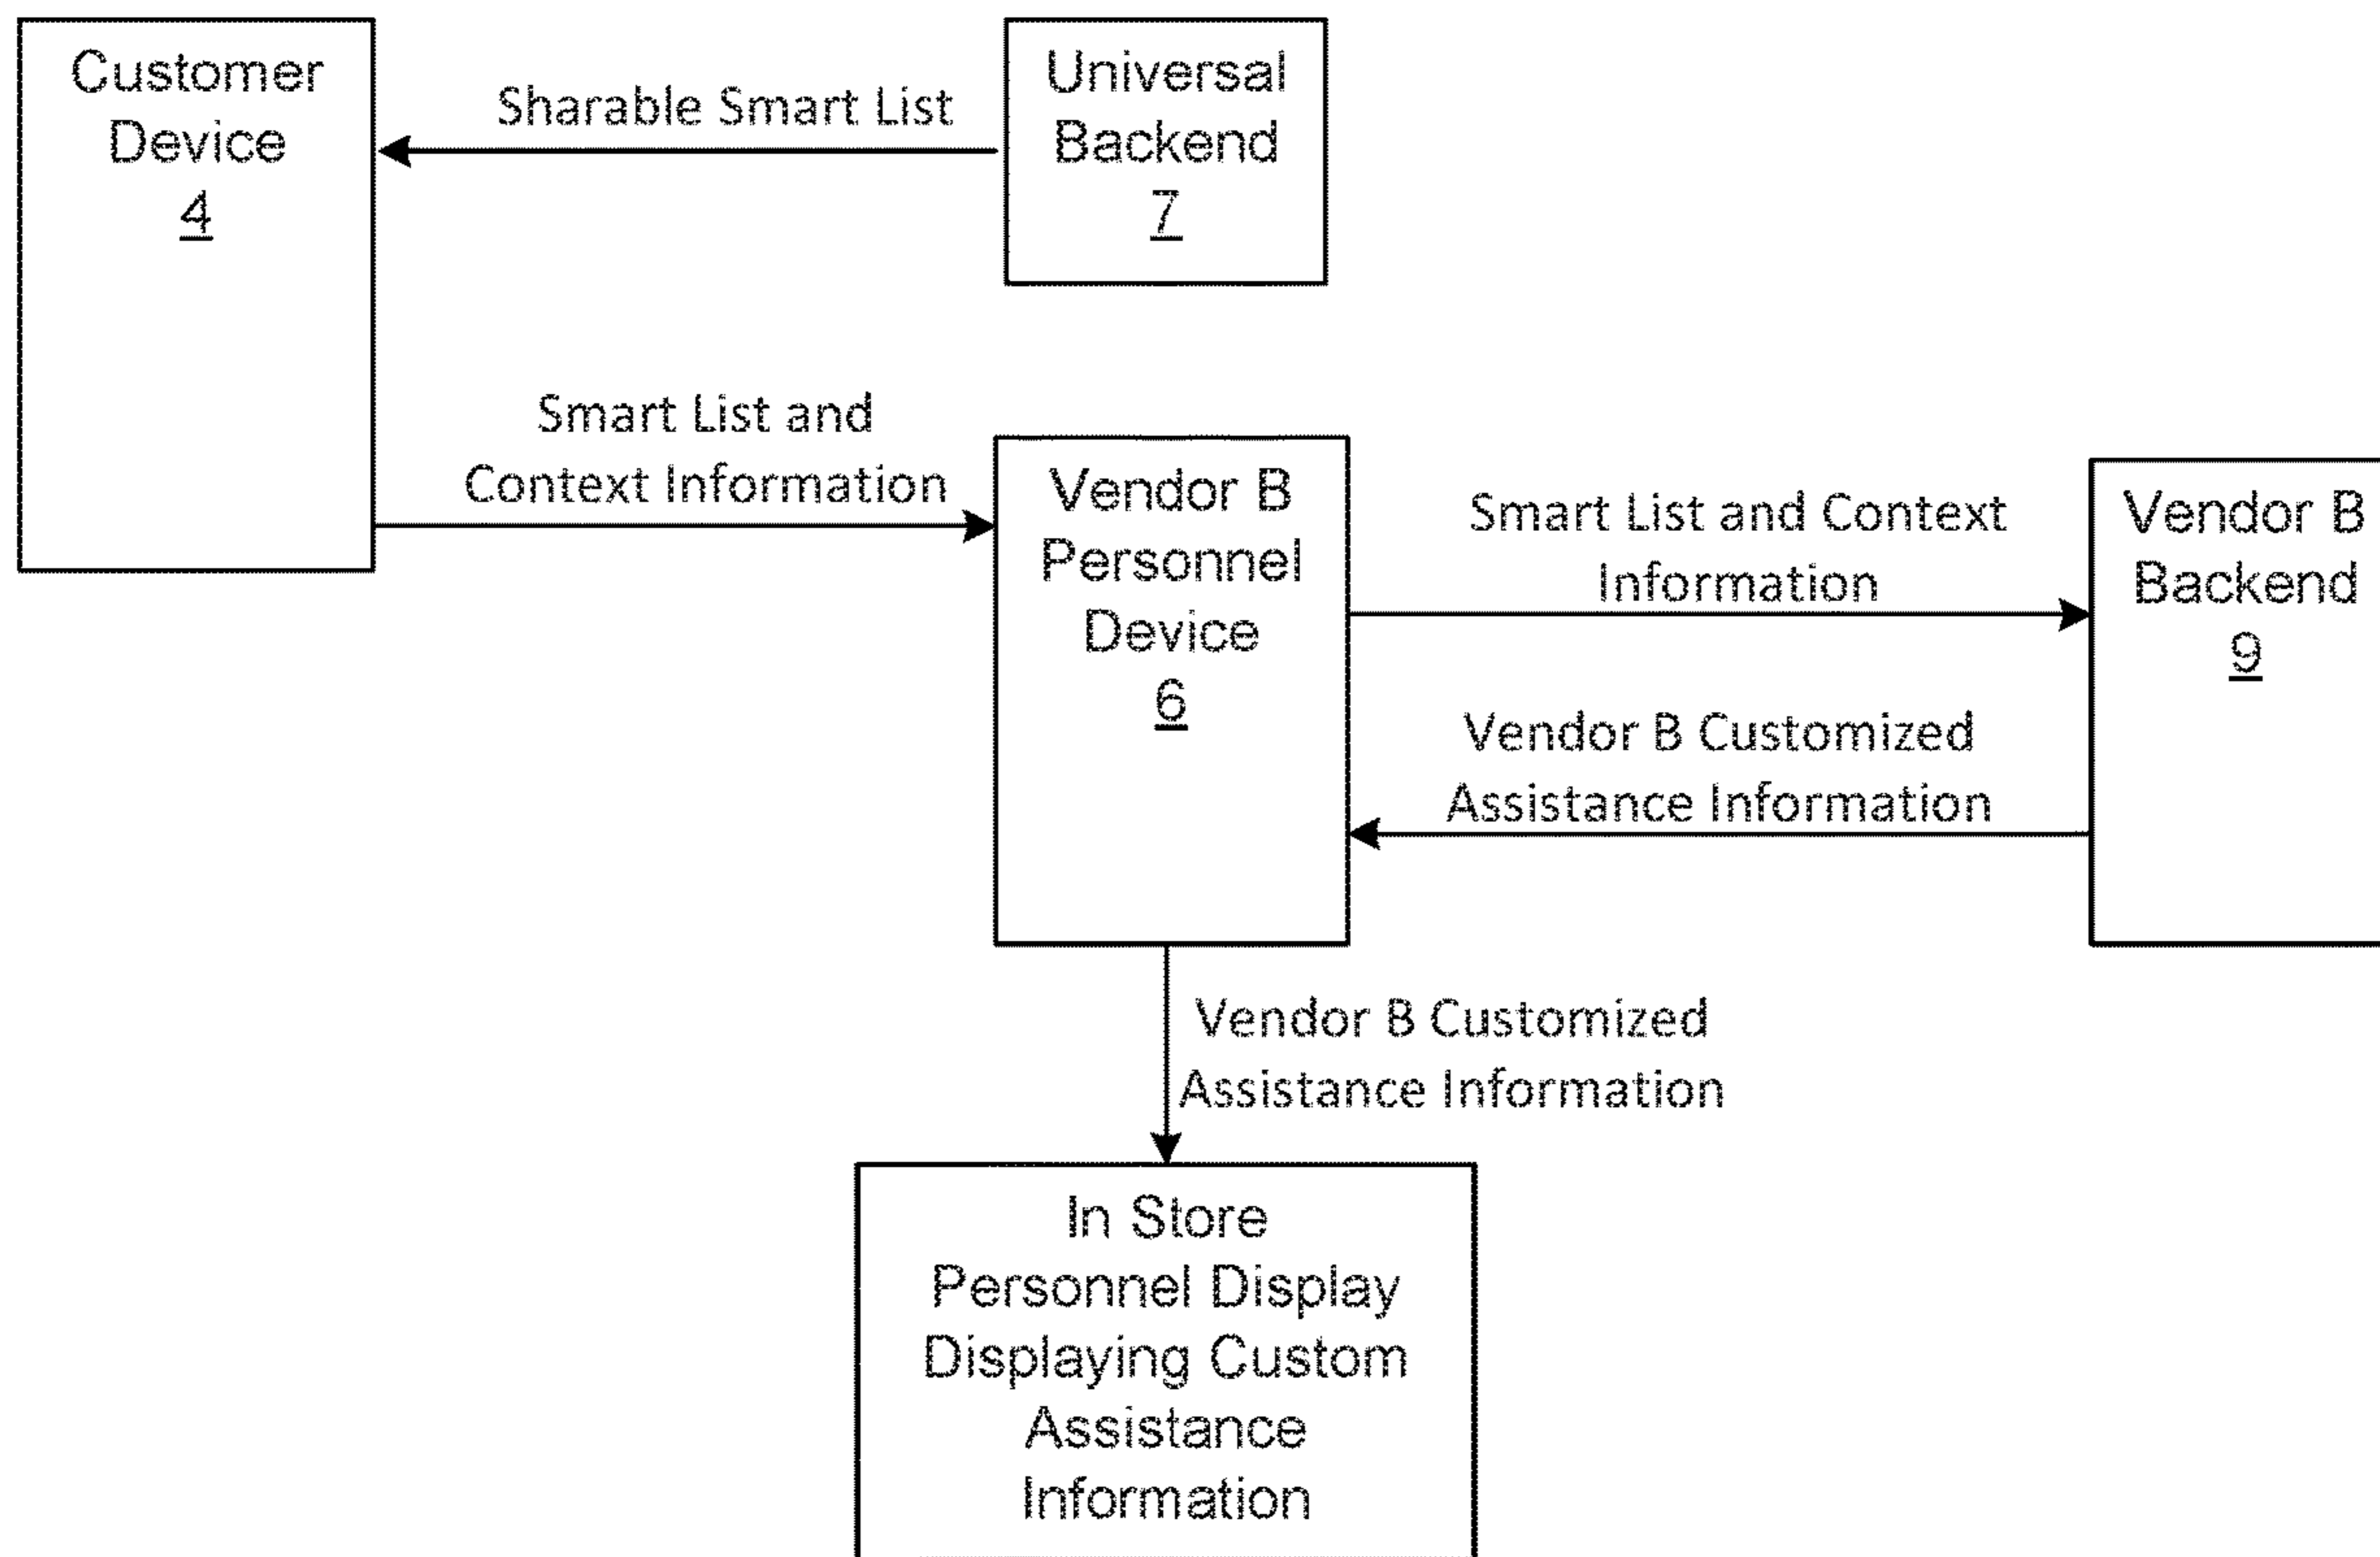 Customer
Device
4
Sharable Smart List
Universal
Backend
7
Smart List and
Context Information
Vendor B
Personnel
Device
6
Smart List and Context
Information
Vendor B
Backend
9
Vendor B Customized
Assistance Information
Vendor B Customized
Assistance Information
In Store
Personnel Display
Displaying Custom
Assistance
Information